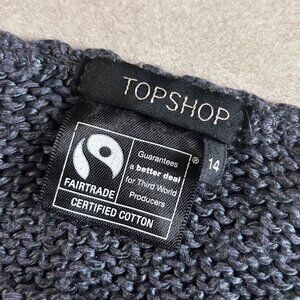 TOPSHOP
FAIRTRADE
Guarantees
a better deal
for Third World
Producers
®
CERTIFIED COTTON
14